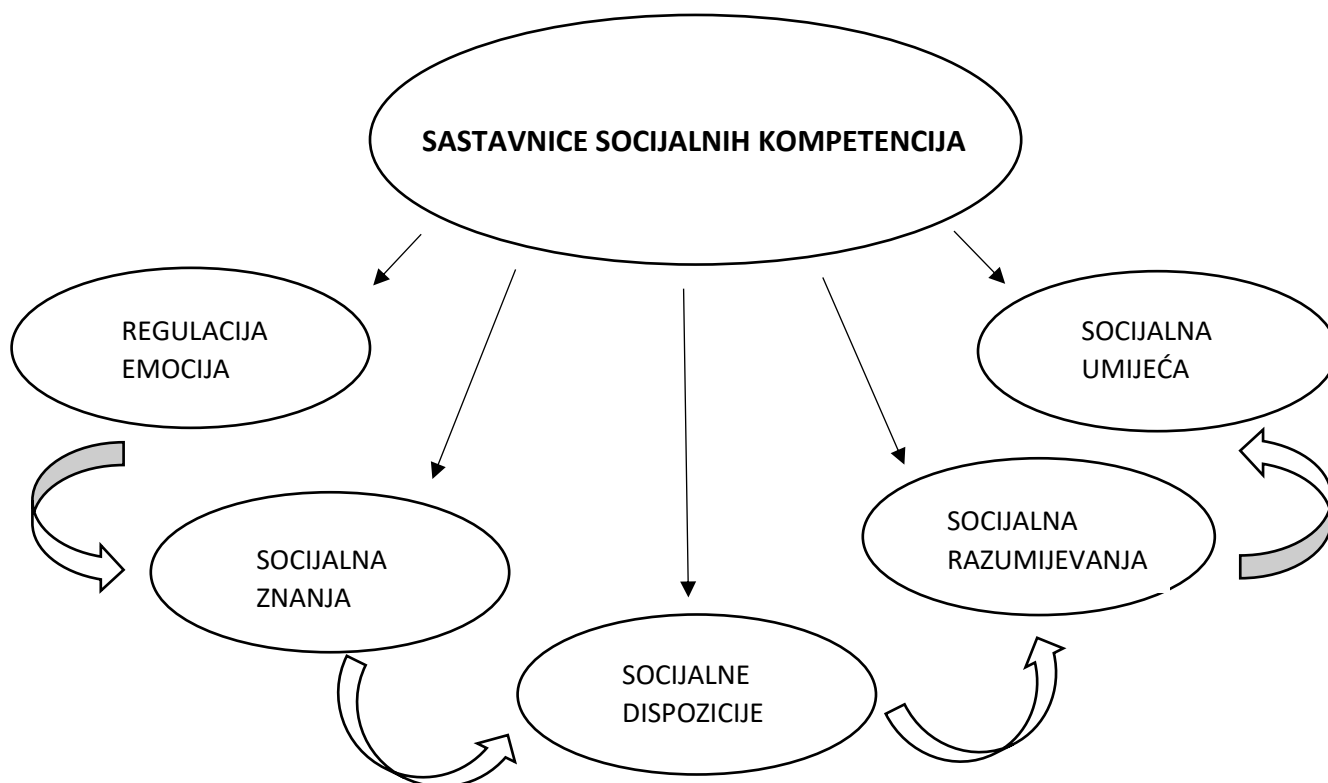 SASTAVNICE SOCIJALNIH KOMPETENCIJA
REGULACIJA
EMOCIJA
SOCIJALNA
UMIJEĆA
SOCIJALNA
ZNANJA
SOCIJALNA
RAZUMIJEVANJA
SOCIJALNE
DISPOZICIJE